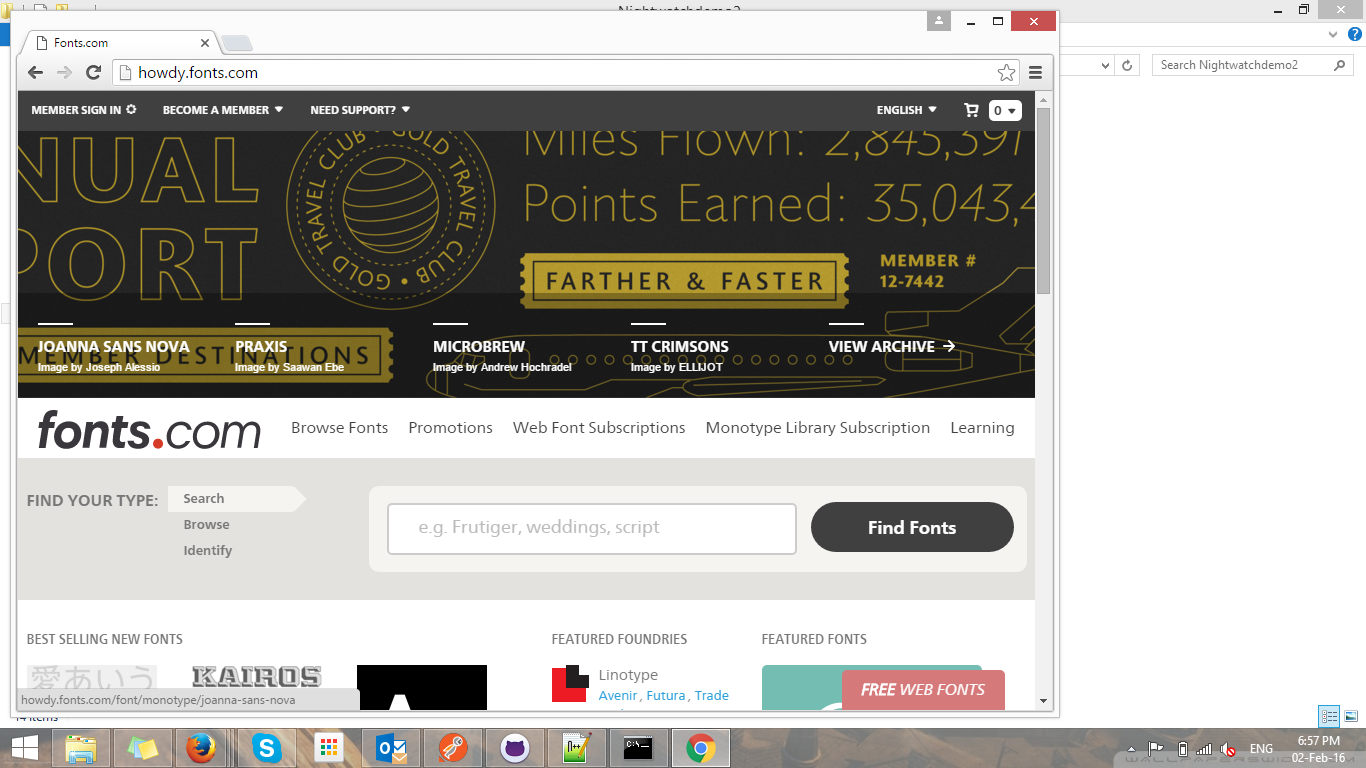 Nightwatchdemo2
Fonts.com
howdy.fonts.com
Search Nightwatchdemo2
MEMBER SIGN IN
BECOME A MEMBER
NEED SUPPORT?
ENGLISH
0
NUAL
PORT
GOLD TRAVEL CLUB • GOLD TRAVEL CLUB •
Miles Flown: 2,845,391
Points Earned: 35,043,4
FARTHER & FASTER
MEMBER #
12-7442
MEMBER DESTINATIONS
JOANNA SANS NOVA
Image by Joseph Alessio
PRAXIS
Image by Saawan Ebe
MICROBREW
Image by Andrew Hochradel
TT CRIMSONS
Image by ELLIJOT
VIEW ARCHIVE →
fonts.com
Browse Fonts
Promotions
Web Font Subscriptions
Monotype Library Subscription
Learning
FIND YOUR TYPE:
Search
Browse
Identify
e.g. Frutiger, weddings, script
Find Fonts
BEST SELLING NEW FONTS
FEATURED FOUNDRIES
FEATURED FONTS
愛あいう
KAIROS
Linotype
Avenir, Futura, Trade
FREE WEB FONTS
howdy.fonts.com/font/monotype/joanna-sans-nova
14 items
C:\_
ENG
6:57 PM
02-Feb-16